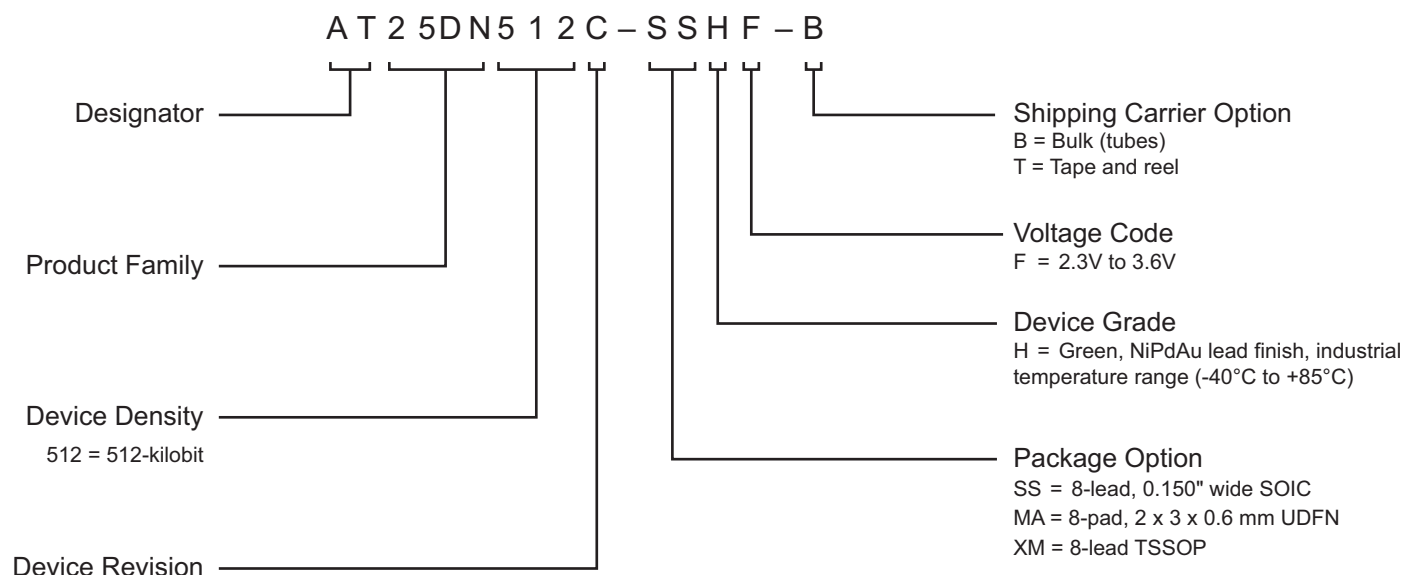 AT25DN512C – SSHF – B
Designator
Product Family
Device Density
512 = 512-kilobit
Device Revision
Shipping Carrier Option
B = Bulk (tubes)
T = Tape and reel
Voltage Code
F = 2.3V to 3.6V
Device Grade
H = Green, NiPdAu lead finish, industrial
temperature range (-40°C to +85°C)
Package Option
SS = 8-lead, 0.150" wide SOIC
MA = 8-pad, 2 x 3 x 0.6 mm UDFN
XM = 8-lead TSSOP